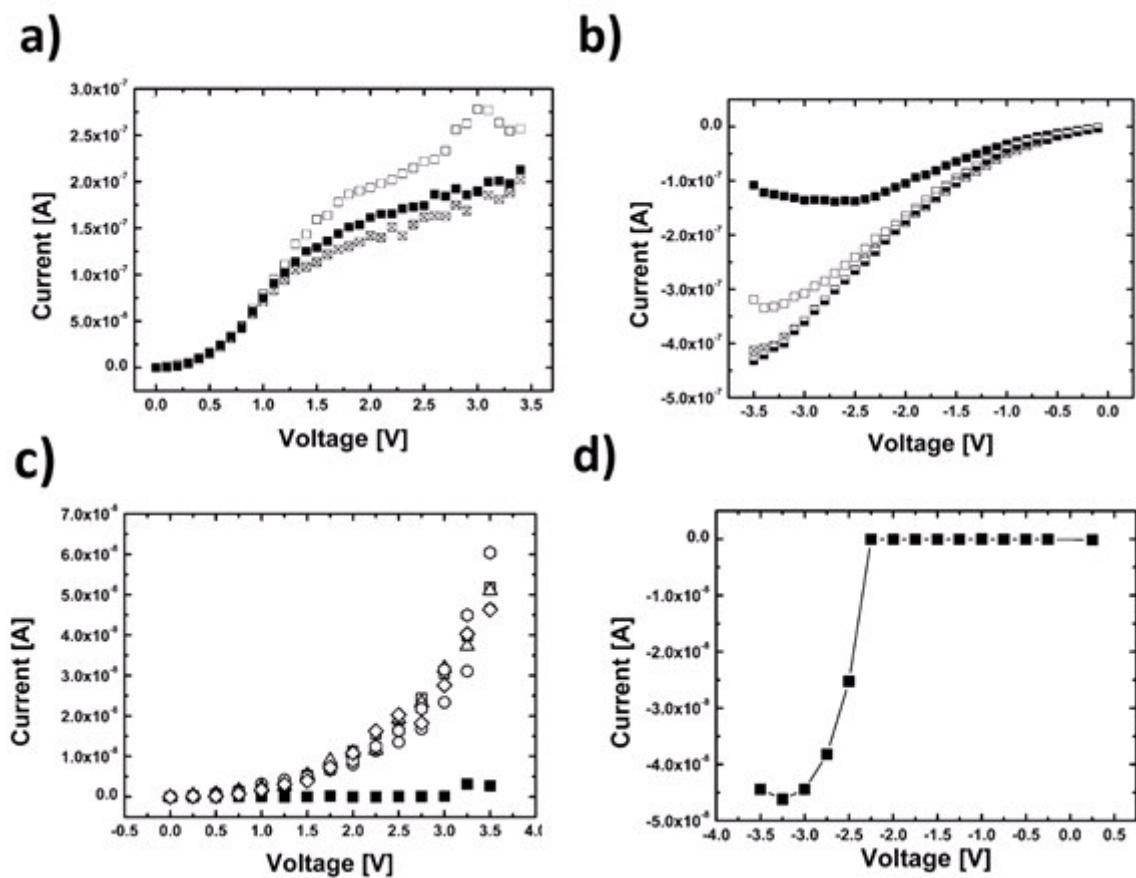 a)
3.0x10⁻⁷
2.5x10⁻⁷
2.0x10⁻⁷
1.5x10⁻⁷
1.0x10⁻⁷
5.0x10⁻⁸
0.0
Current [A]
0.0 0.5 1.0 1.5 2.0 2.5 3.0 3.5
Voltage [V]
b)
0.0
-1.0x10⁻⁷
-2.0x10⁻⁷
-3.0x10⁻⁷
-4.0x10⁻⁷
-5.0x10⁻⁷
Current [A]
-3.5 -3.0 -2.5 -2.0 -1.5 -1.0 -0.5 0.0
Voltage [V]
c)
7.0x10⁻⁸
6.0x10⁻⁸
5.0x10⁻⁸
4.0x10⁻⁸
3.0x10⁻⁸
2.0x10⁻⁸
1.0x10⁻⁸
0.0
Current [A]
-0.5 0.0 0.5 1.0 1.5 2.0 2.5 3.0 3.5 4.0
Voltage [V]
d)
0.0
-1.0x10⁻⁸
-2.0x10⁻⁸
-3.0x10⁻⁸
-4.0x10⁻⁸
-5.0x10⁻⁸
Current [A]
-4.0 -3.5 -3.0 -2.5 -2.0 -1.5 -1.0 -0.5 0.0 0.5
Voltage [V]